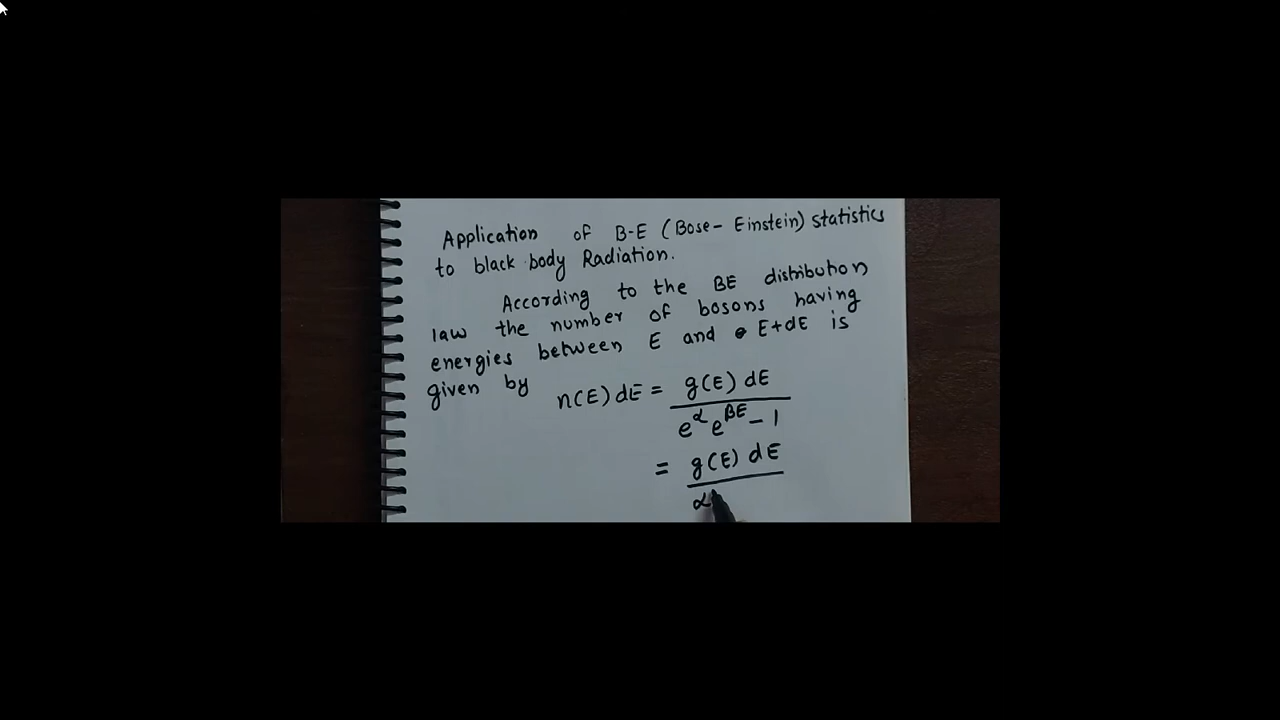 Application of B-E (Bose-Einstein) statistics
to black body Radiation.
According to the BE distribution
law the number of bosons having
energies between E and E+dE is
given by
n(E) dE = g(E) dE / e^α e^βE - 1
= g(E) dE / α